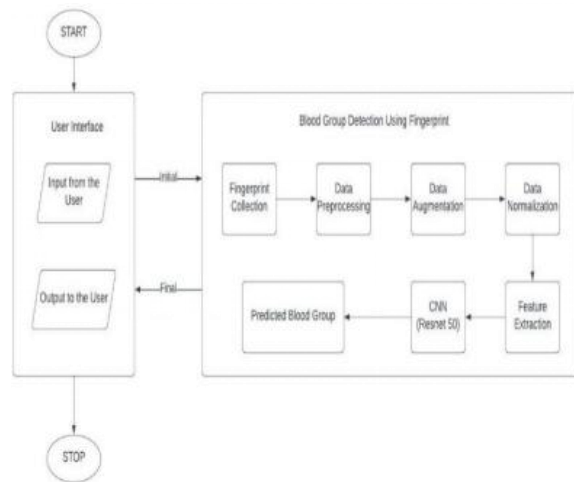 START
User Interface
Input from the
User
Output to the User
STOP
Initial
Final
Blood Group Detection Using Fingerprint
Fingerprint
Collection
Data
Preprocessing
Data
Augmentation
Data
Normalization
Feature
Extraction
CNN
(Resnet 50)
Predicted Blood Group